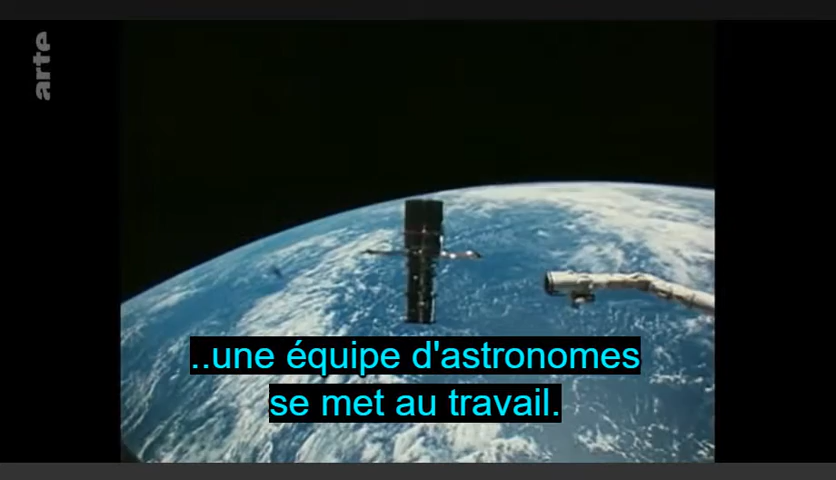 arte
..une équipe d'astronomes
se met au travail.